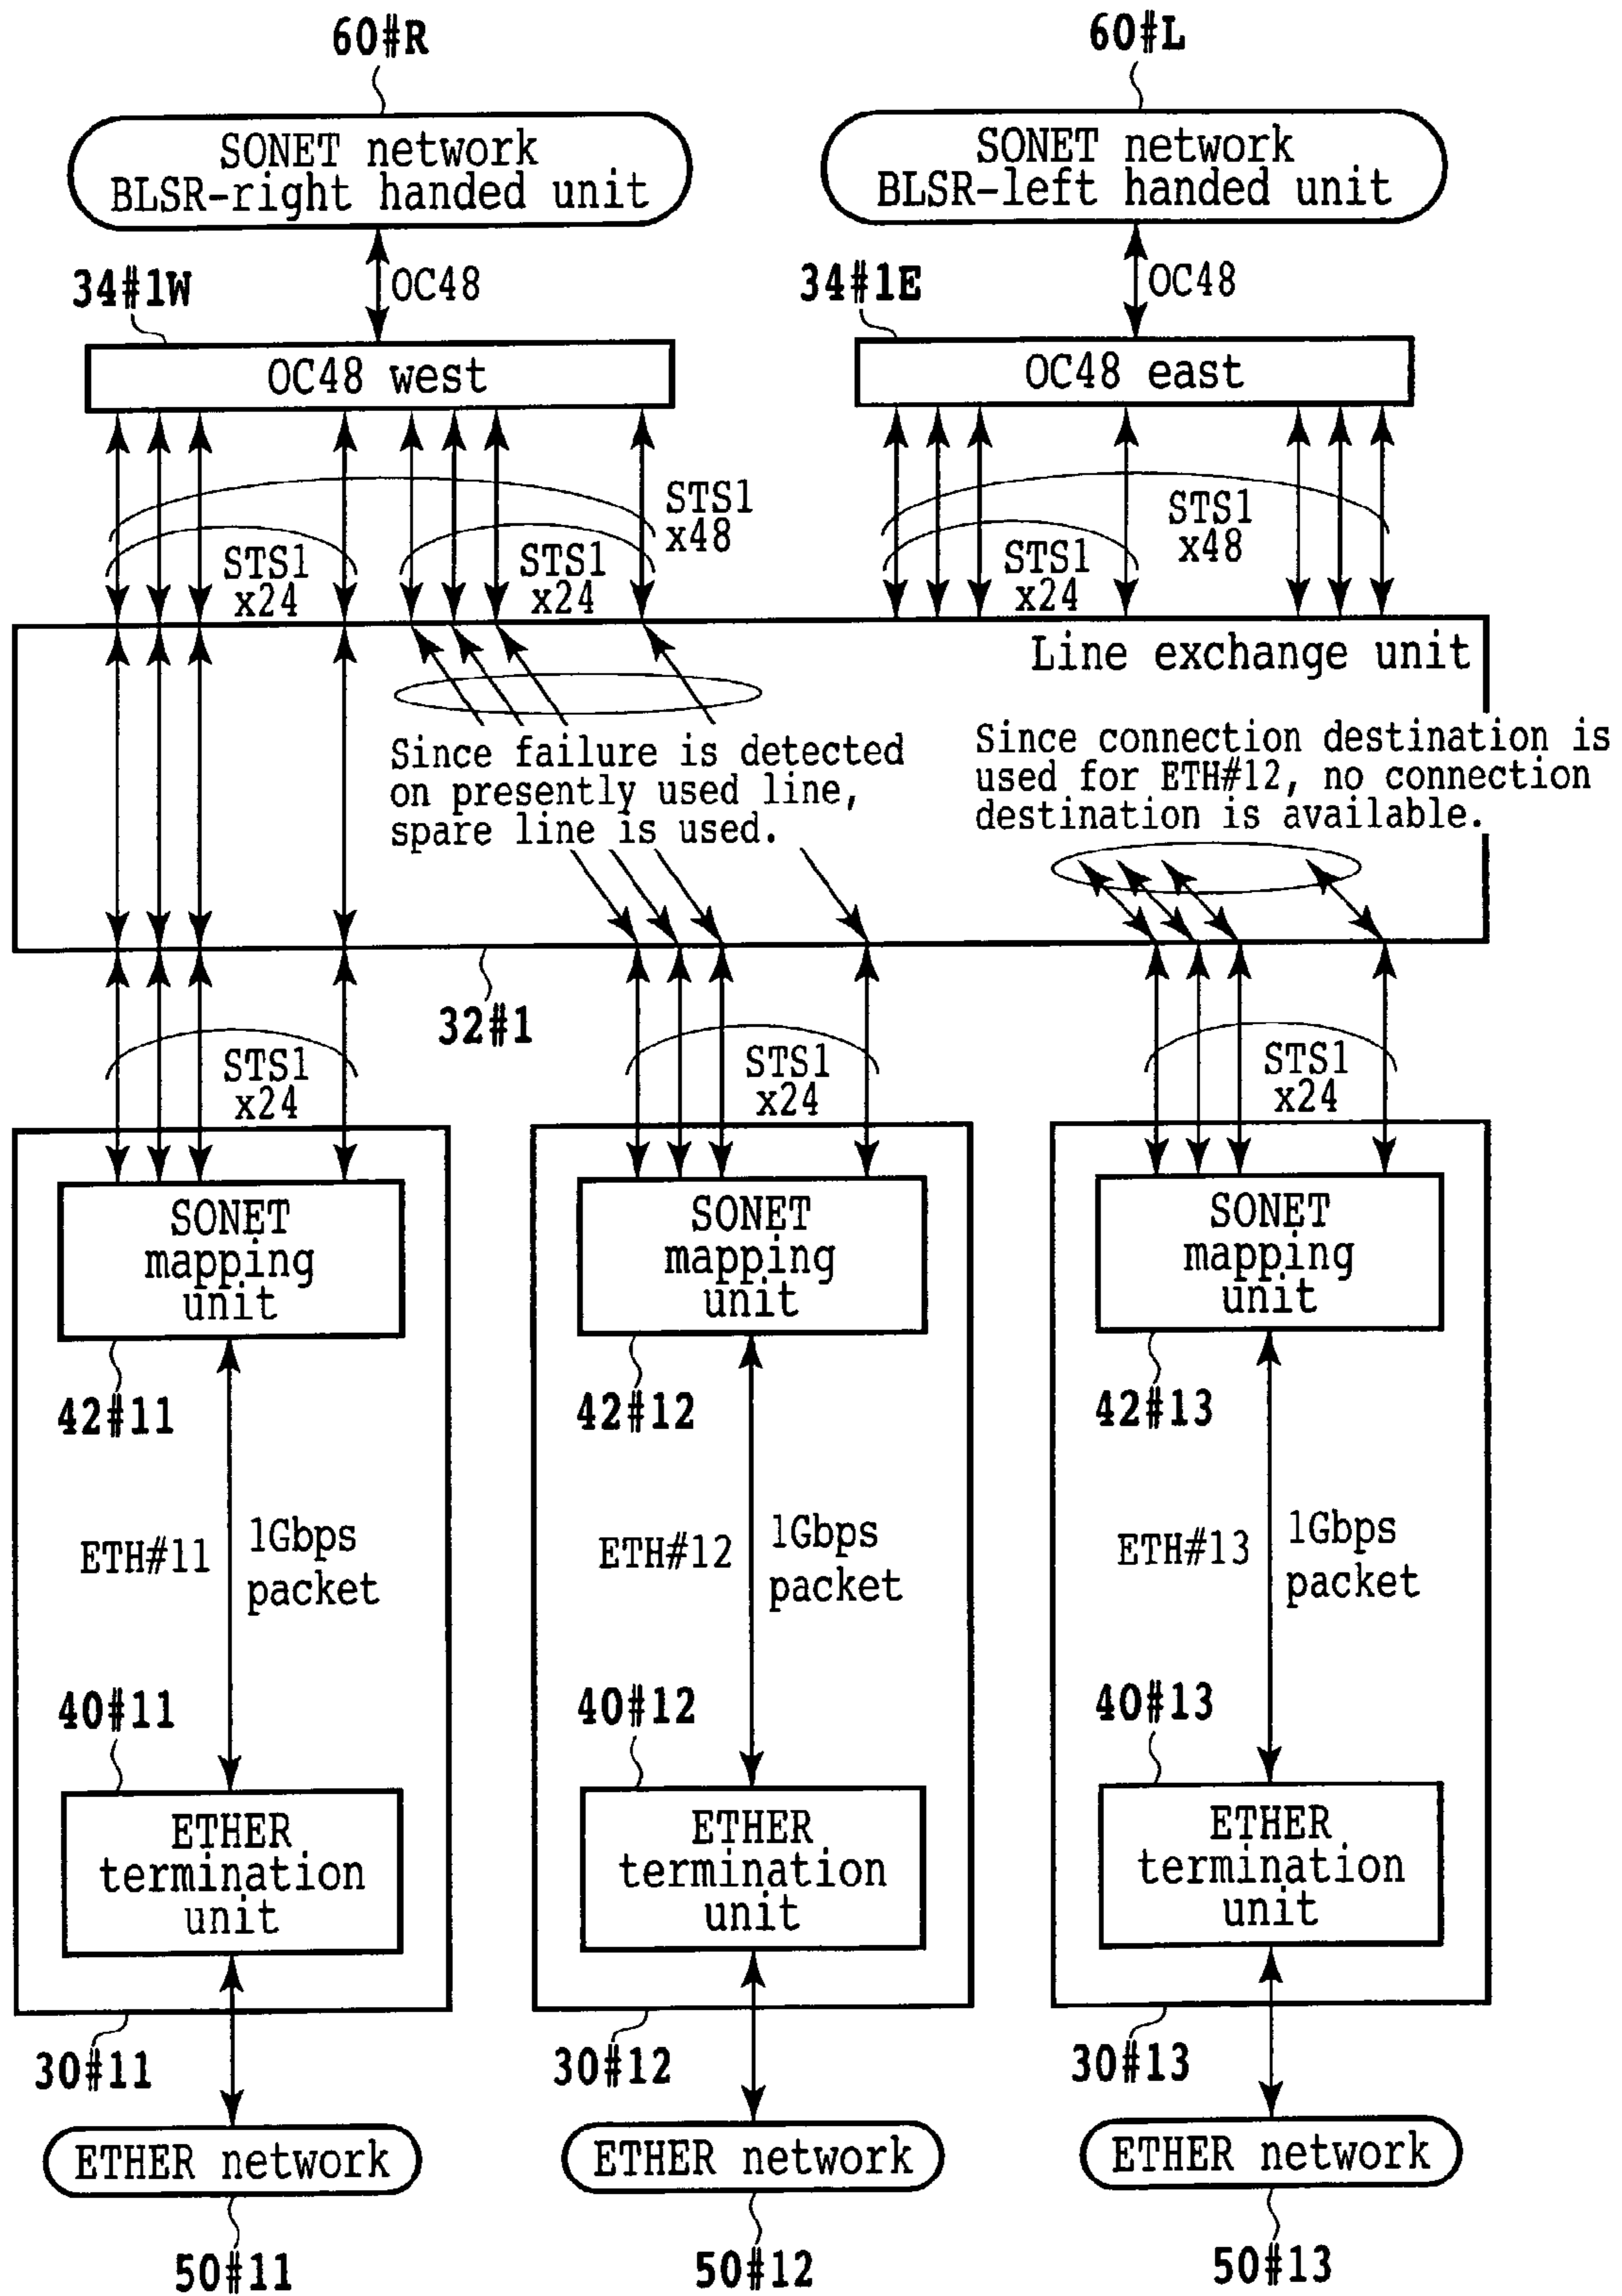 60#R
60#L
SONET network
BLSR-right handed unit
SONET network
BLSR-left handed unit
34#1W
OC48
34#1E
OC48
OC48 west
OC48 east
STS1
x48
STS1
x24
STS1
x24
STS1
x48
STS1
x24
Line exchange unit
Since failure is detected
on presently used line,
spare line is used.
Since connection destination is
used for ETH#12, no connection
destination is available.
32#1
STS1
x24
STS1
x24
STS1
x24
SONET
mapping
unit
SONET
mapping
unit
SONET
mapping
unit
42#11
42#12
42#13
ETH#11
1Gbps
packet
ETH#12
1Gbps
packet
ETH#13
1Gbps
packet
40#11
40#12
40#13
ETHER
termination
unit
ETHER
termination
unit
ETHER
termination
unit
30#11
30#12
30#13
ETHER network
ETHER network
ETHER network
50#11
50#12
50#13